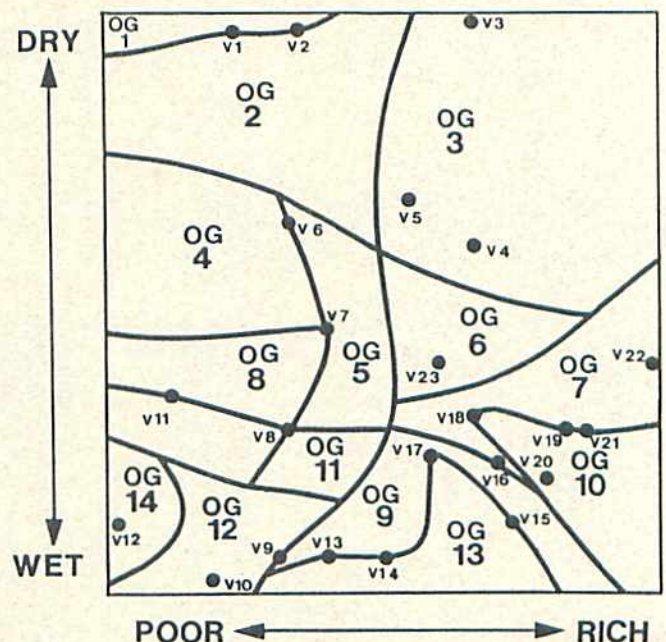 DRY
OG
1
v1
v2
v3
OG
2
OG
3
v5
v4
v6
OG
4
v7
OG
6
OG
8
OG
5
v23
OG
7
v22
v11
v8
v18
v19
v21
OG
11
v17
v16
v20
OG
10
OG
14
OG
12
OG
9
v15
v12
v9
v13
v14
OG
13
v10
WET
POOR
RICH